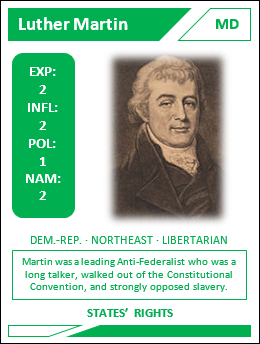 Luther Martin
MD
EXP:
2
INFL:
2
POL:
1
NAM:
2
DEM.-REP. · NORTHEAST · LIBERTARIAN
Martin was a leading Anti-Federalist who was a
long talker, walked out of the Constitutional
Convention, and strongly opposed slavery.
STATES' RIGHTS